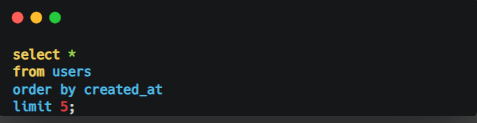 select *
from users
order by created_at
limit 5;